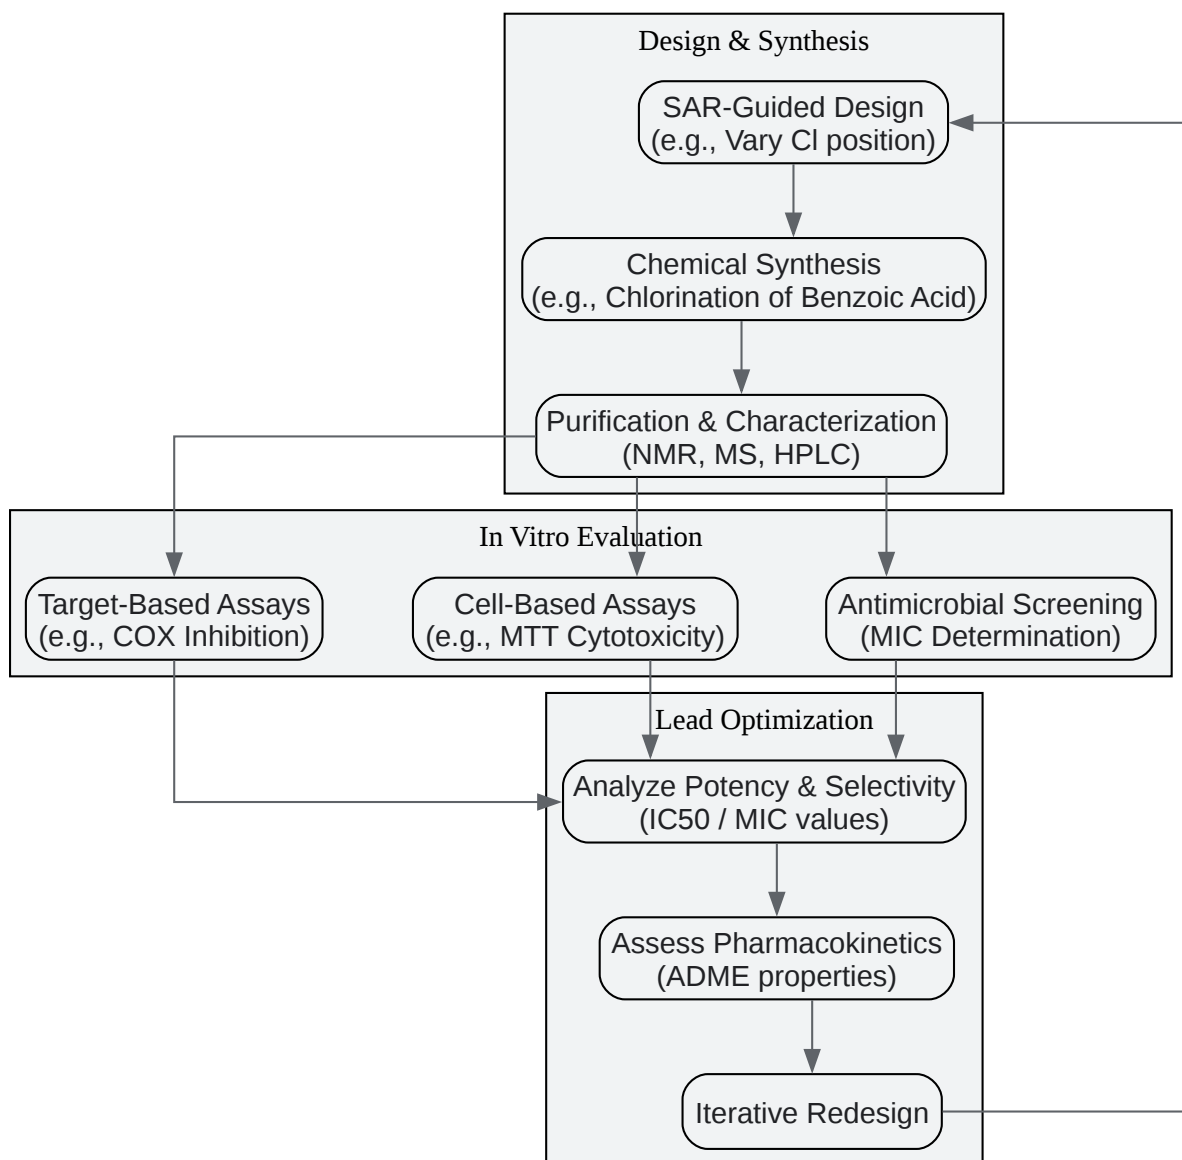 Design & Synthesis
SAR-Guided Design
(e.g., Vary Cl position)
Chemical Synthesis
(e.g., Chlorination of Benzoic Acid)
Purification & Characterization
(NMR, MS, HPLC)
In Vitro Evaluation
Target-Based Assays
(e.g., COX Inhibition)
Cell-Based Assays
(e.g., MTT Cytotoxicity)
Antimicrobial Screening
(MIC Determination)
Lead Optimization
Analyze Potency & Selectivity
(IC50 / MIC values)
Assess Pharmacokinetics
(ADME properties)
Iterative Redesign